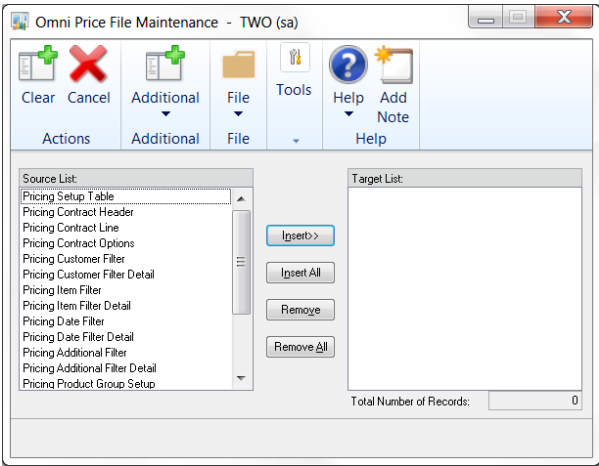 Omni Price File Maintenance  -  TWO (sa)
Clear Cancel Additional File Tools Help Add Note
Actions Additional File Help
Source List:
Pricing Setup Table
Pricing Contract Header
Pricing Contract Line
Pricing Contract Options
Pricing Customer Filter
Pricing Customer Filter Detail
Pricing Item Filter
Pricing Item Filter Detail
Pricing Date Filter
Pricing Date Filter Detail
Pricing Additional Filter
Pricing Additional Filter Detail
Pricing Product Group Setup
Insert>>
Insert All
Remove
Remove All
Target List:
Total Number of Records: 0